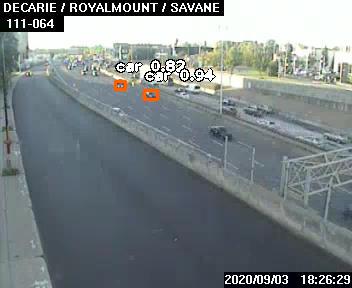 DECARIE / ROYALMOUNT / SAVANE
111-064
car 0.82
car 0.94
2020/09/03 18:26:29